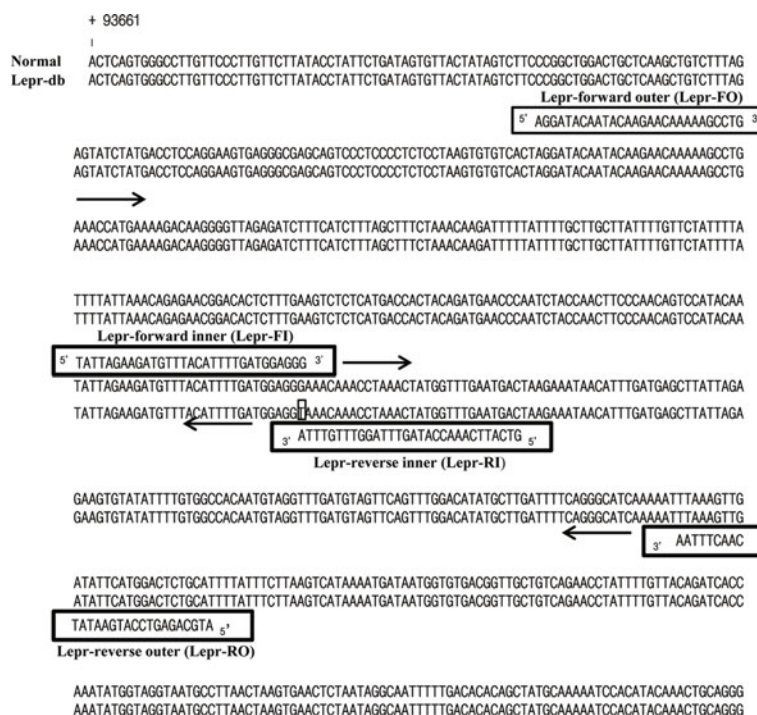 + 93661
Normal ACTCAGTGGGCCTTGTTCCCTTGTTCTTATACCTATTCTGATAGTGTTACTATAGTCTTCCCGGCTGGACTGCTCAAGCTGTCTTTAG
Lepr-db ACTCAGTGGGCCTTGTTCCCTTGTTCTTATACCTATTCTGATAGTGTTACTATAGTCTTCCCGGCTGGACTGCTCAAGCTGTCTTTAG
Lepr-forward outer (Lepr-FO)
5' AGGATACAATACAAGAACAAAAAGCCTG 3'
AGTATCTATGACCTCCAGGAAGTGAGGGCGAGCAGTCCCTCCCCTCTCCTAAGTGTGTCACTAGGATACAATACAAGAACAAAAAGCCTG
AGTATCTATGACCTCCAGGAAGTGAGGGCGAGCAGTCCCTCCCCTCTCCTAAGTGTGTCACTAGGATACAATACAAGAACAAAAAGCCTG
AAACCATGAAAAGACAAGGGGTTAGAGATCTTTCATCTTTAGCTTTCTAAACAAGATTTTTATTTTGCTTGCTTATTTTGTTCTATTTTA
AAACCATGAAAAGACAAGGGGTTAGAGATCTTTCATCTTTAGCTTTCTAAACAAGATTTTTATTTTGCTTGCTTATTTTGTTCTATTTTA
TTTTATTAAACAGAGAACGGACACTCTTTGAAGTCTCTCATGACCACTACAGATGAACCCAATCTACCAACTTCCCAACAGTCCATACAA
TTTTATTAAACAGAGAACGGACACTCTTTGAAGTCTCTCATGACCACTACAGATGAACCCAATCTACCAACTTCCCAACAGTCCATACAA
Lepr-forward inner (Lepr-FI)
5' TATTAGAAGATGTTTACATTTTGATGGAGGG 3'
TATTAGAAGATGTTTACATTTTGATGGAGGGAAACAAACCTAAACTATGGTTTGAATGACTAAGAAATAACATTTGATGAGCTTATTAGA
TATTAGAAGATGTTTACATTTTGATGGAGGTAAACAAACCTAAACTATGGTTTGAATGACTAAGAAATAACATTTGATGAGCTTATTAGA
3' ATTTGTTTGGATTTGATACCAAACTTACTG 5'
Lepr-reverse inner (Lepr-RI)
GAAGTGTATATTTTGTGGCCACAATGTAGGTTTGATGTAGTTCAGTTTGGACATATGCTTGATTTTCAGGGCATCAAAAATTTAAAGTTG
GAAGTGTATATTTTGTGGCCACAATGTAGGTTTGATGTAGTTCAGTTTGGACATATGCTTGATTTTCAGGGCATCAAAAATTTAAAGTTG
3' AATTTCAAC
ATATTCATGGACTCTGCATTTTATTTCTTAAGTCATAAAATGATAATGGTGTGACGGTTGCTGTCAGAACCTATTTTGTTACAGATCACC
ATATTCATGGACTCTGCATTTTATTTCTTAAGTCATAAAATGATAATGGTGTGACGGTTGCTGTCAGAACCTATTTTGTTACAGATCACC
TATAAGTACCTGAGACGTA 5'
Lepr-reverse outer (Lepr-RO)
AAATATGGTAGGTAATGCCTTAACTAAGTGAACTCTAATAGGCAATTTTTGACACACAGCTATGCAAAAATCCACATACAAACTGCAGGG
AAATATGGTAGGTAATGCCTTAACTAAGTGAACTCTAATAGGCAATTTTTGACACACAGCTATGCAAAAATCCACATACAAACTGCAGGG